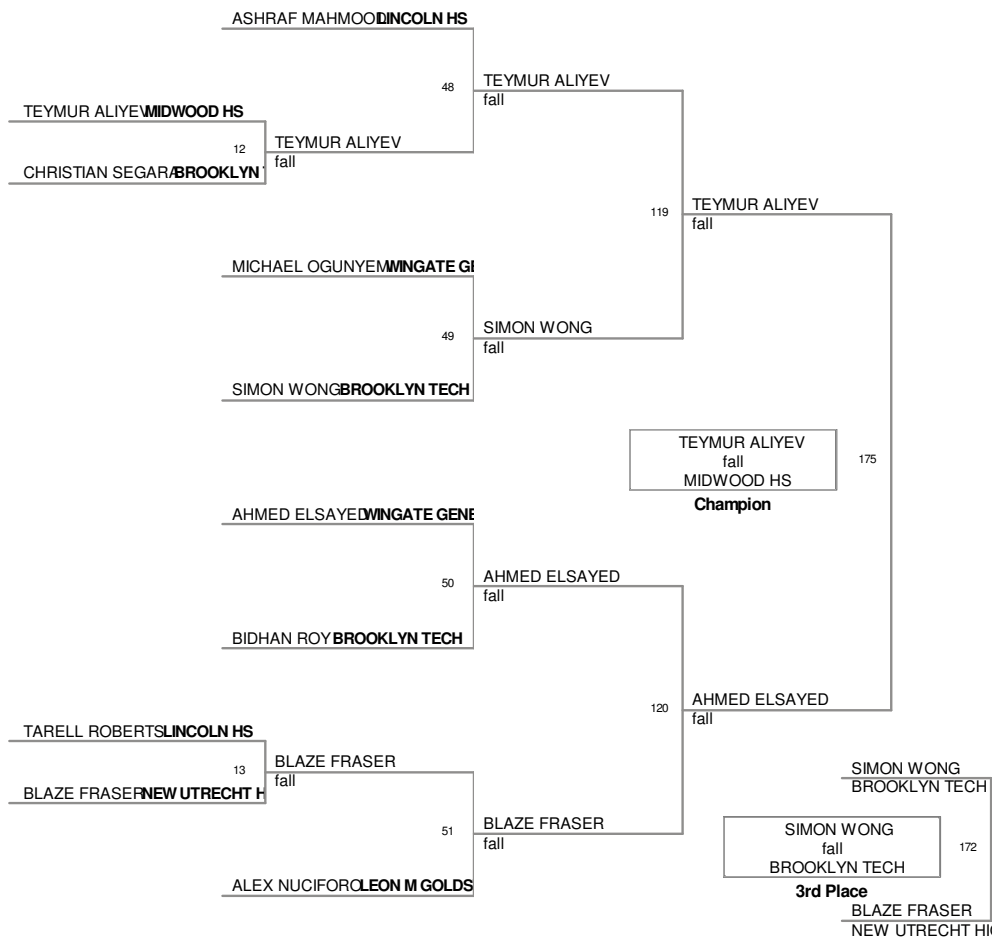 ASHRAF MAHMOOD LINCOLN HS
48
TEYMUR ALIYEV
fall
TEYMUR ALIYEV MIDWOOD HS
12
TEYMUR ALIYEV
fall
CHRISTIAN SEGARA BROOKLYN
119
TEYMUR ALIYEV
fall
MICHAEL OGUNYEM WINGATE GE
49
SIMON WONG
fall
SIMON WONG BROOKLYN TECH
TEYMUR ALIYEV
fall
MIDWOOD HS
Champion
175
AHMED ELSAYED WINGATE GENE
50
AHMED ELSAYED
fall
BIDHAN ROY BROOKLYN TECH
120
AHMED ELSAYED
fall
TARELL ROBERTS LINCOLN HS
13
BLAZE FRASER
fall
BLAZE FRASER NEW UTRECHT H
51
BLAZE FRASER
fall
ALEX NUCIFORO LEON M GOLDS
SIMON WONG
BROOKLYN TECH
SIMON WONG
fall
BROOKLYN TECH
3rd Place
172
BLAZE FRASER
NEW UTRECHT HIG